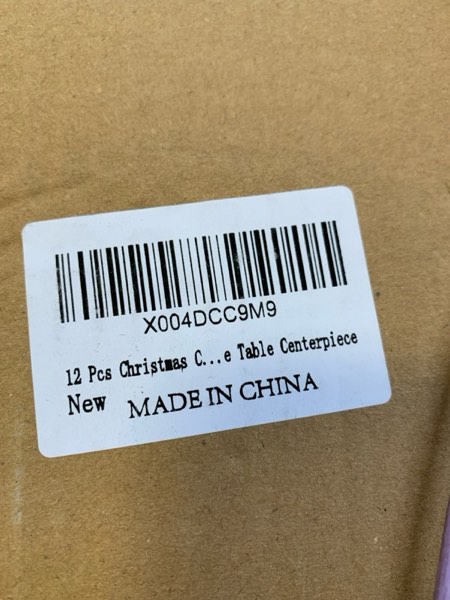 X004DCC9M9
12 Pcs Christmas C...e Table Centerpiece
New MADE IN CHINA